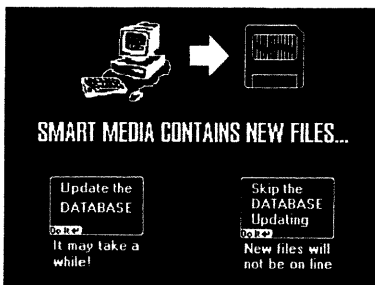 SMART MEDIA CONTAINS NEW FILES...
Update the
DATABASE
Do It↵
It may take a
while!
Skip the
DATABASE
Updating
Do It↵
New files will
not be on line